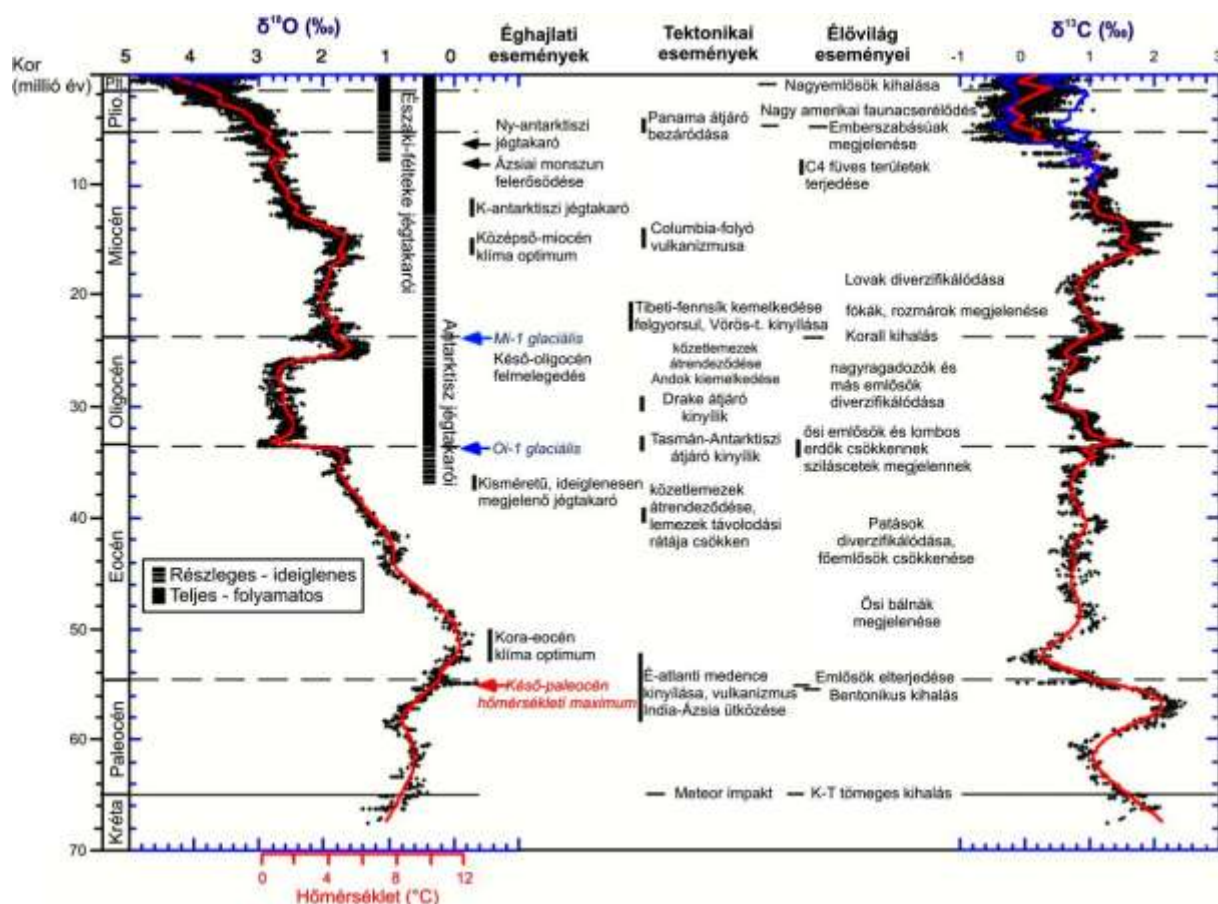 δ¹⁸O (‰)
5 4 3 2 1 0
Éghajlati
események
Tektonikai
események
Élővilág
eseményei
δ¹³C (‰)
-1 0 1 2 3
Kor
(millió év)
10
20
30
40
50
60
70
Plio.
Miocén
Oligocén
Eocén
Paleocén
Kréta
Északi-félteke jégtakarói
Antarktisz jégtakarói
Részleges - ideiglenes
Teljes - folyamatos
Ny-antarktiszi
jégtakaró
Ázsiai monszun
felerősödése
K-antarktiszi jégtakaró
Középső-miocén
klíma optimum
Mi-1 glaciális
Késő-oligocén
felmelegedés
Oi-1 glaciális
Kisméretű, ideiglenesen
megjelenő jégtakaró
Kora-eocén
klíma optimum
Késő-paleocén
hőmérsékleti maximum
Panama átjáró
bezáródása
Columbia-folyó
vulkanizmusa
Tibeti-fennsík kemelkedése
felgyorsul, Vörös-t. kinyílása
kőzetlemezek
átrendeződése
Andok kiemelkedése
Drake átjáró
kinyílik
Tasmán-Antarktiszi
átjáró kinyílik
kőzetlemezek
átrendeződése,
lemezek távolodási
rátája csökken
É-atlanti medence
kinyílása, vulkanizmus
India-Ázsia ütközése
Meteor impakt
Nagyemlősök kihalása
Nagy amerikai faunacserélődés
Emberszabásúak
megjelenése
C4 füves területek
terjedése
Lovak diverzifikálódása
fókák, rozmárok megjelenése
Korall kihalás
nagyragadozók és
más emlősök
diverzifikálódása
ősi emlősök és lombos
erdők csökkennek
sziláscetek megjelennek
Patások
diverzifikálódása,
főemlősök csökkenése
Ősi bálnák
megjelenése
Emlősök elterjedése
Bentonikus kihalás
K-T tömeges kihalás
0 4 8 12
Hőmérséklet (°C)